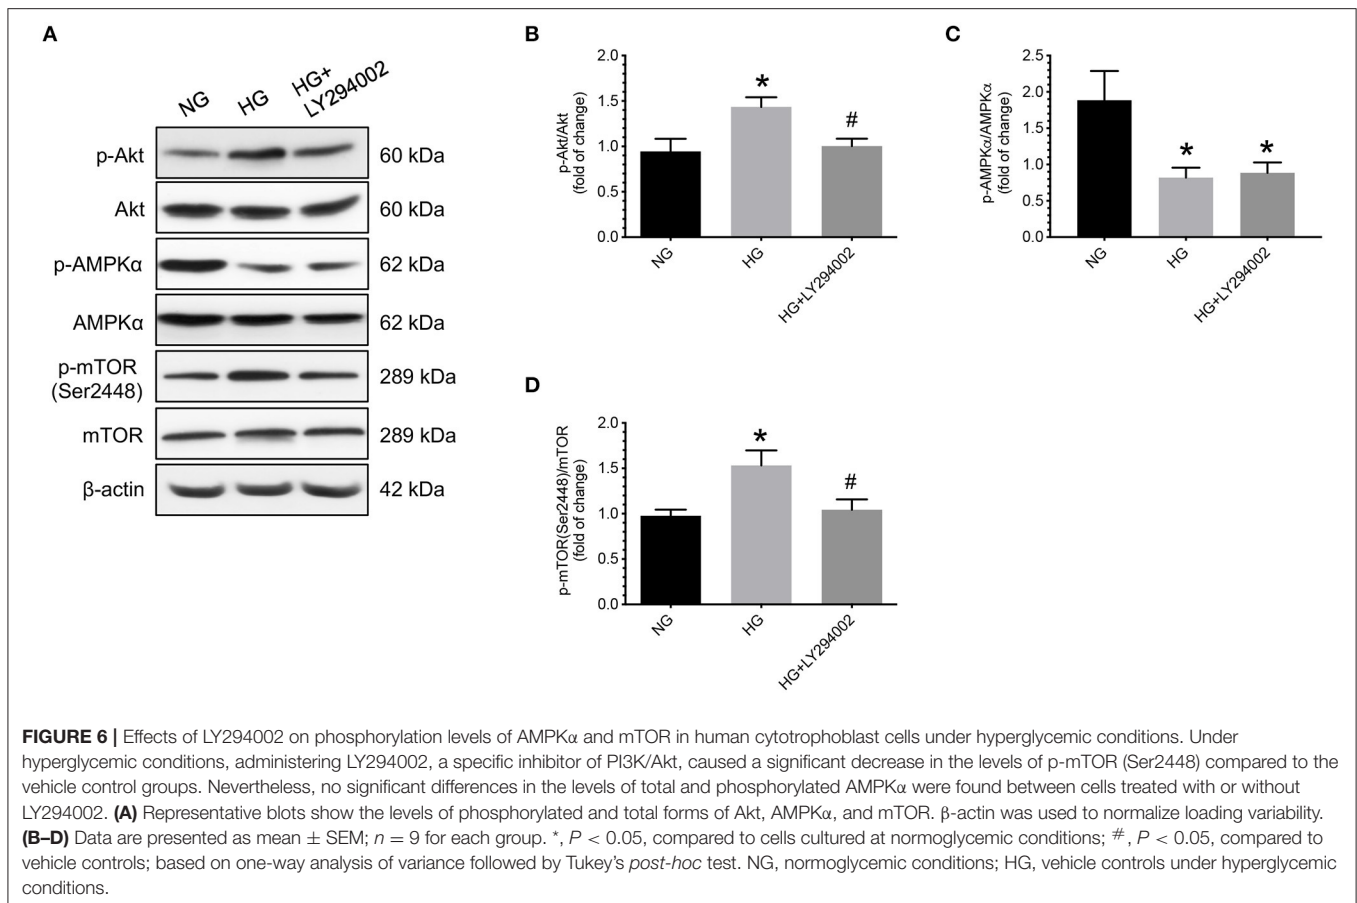 A
NG
HG
HG+
LY294002
p-Akt
60 kDa
Akt
60 kDa
p-AMPKα
62 kDa
AMPKα
62 kDa
p-mTOR
(Ser2448)
289 kDa
mTOR
289 kDa
β-actin
42 kDa
B
p-Akt/Akt
(fold of change)
2.0
1.5
1.0
0.5
0.0
*
#
NG
HG
HG+LY294002
C
p-AMPKα/AMPKα
(fold of change)
2.5
2.0
1.5
1.0
0.5
0.0
*
*
NG
HG
HG+LY294002
D
p-mTOR(Ser2448)/mTOR
(fold of change)
2.0
1.5
1.0
0.5
0.0
*
#
NG
HG
HG+LY294002
FIGURE 6 | Effects of LY294002 on phosphorylation levels of AMPKα and mTOR in human cytotrophoblast cells under hyperglycemic conditions. Under
hyperglycemic conditions, administering LY294002, a specific inhibitor of PI3K/Akt, caused a significant decrease in the levels of p-mTOR (Ser2448) compared to the
vehicle control groups. Nevertheless, no significant differences in the levels of total and phosphorylated AMPKα were found between cells treated with or without
LY294002. (A) Representative blots show the levels of phosphorylated and total forms of Akt, AMPKα, and mTOR. β-actin was used to normalize loading variability.
(B–D) Data are presented as mean ± SEM; n = 9 for each group. *, P < 0.05, compared to cells cultured at normoglycemic conditions; #, P < 0.05, compared to
vehicle controls; based on one-way analysis of variance followed by Tukey's post-hoc test. NG, normoglycemic conditions; HG, vehicle controls under hyperglycemic
conditions.